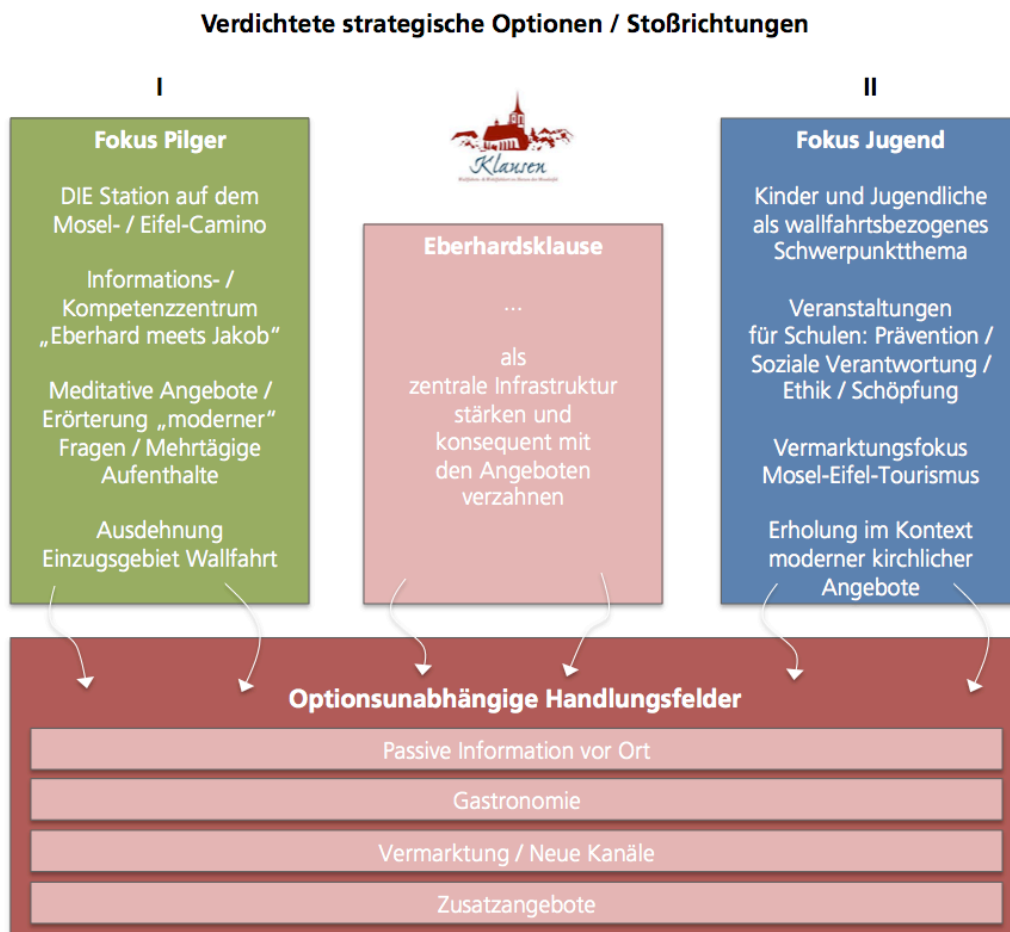 Verdichtete strategische Optionen / Stoßrichtungen
I
Fokus Pilger
DIE Station auf dem
Mosel- / Eifel-Camino
Informations- /
Kompetenzzentrum
„Eberhard meets Jakob“
Meditative Angebote /
Erörterung „moderner“
Fragen / Mehrtägige
Aufenthalte
Ausdehnung
Einzugsgebiet Wallfahrt
Klausen
Eberhardsklause
...
als
zentrale Infrastruktur
stärken und
konsequent mit
den Angeboten
verzahnen
II
Fokus Jugend
Kinder und Jugendliche
als wallfahrtsbezogenes
Schwerpunktthema
Veranstaltungen
für Schulen: Prävention /
Soziale Verantwortung /
Ethik / Schöpfung
Vermarktungsfokus
Mosel-Eifel-Tourismus
Erholung im Kontext
moderner kirchlicher
Angebote
Optionsunabhängige Handlungsfelder
Passive Information vor Ort
Gastronomie
Vermarktung / Neue Kanäle
Zusatzangebote